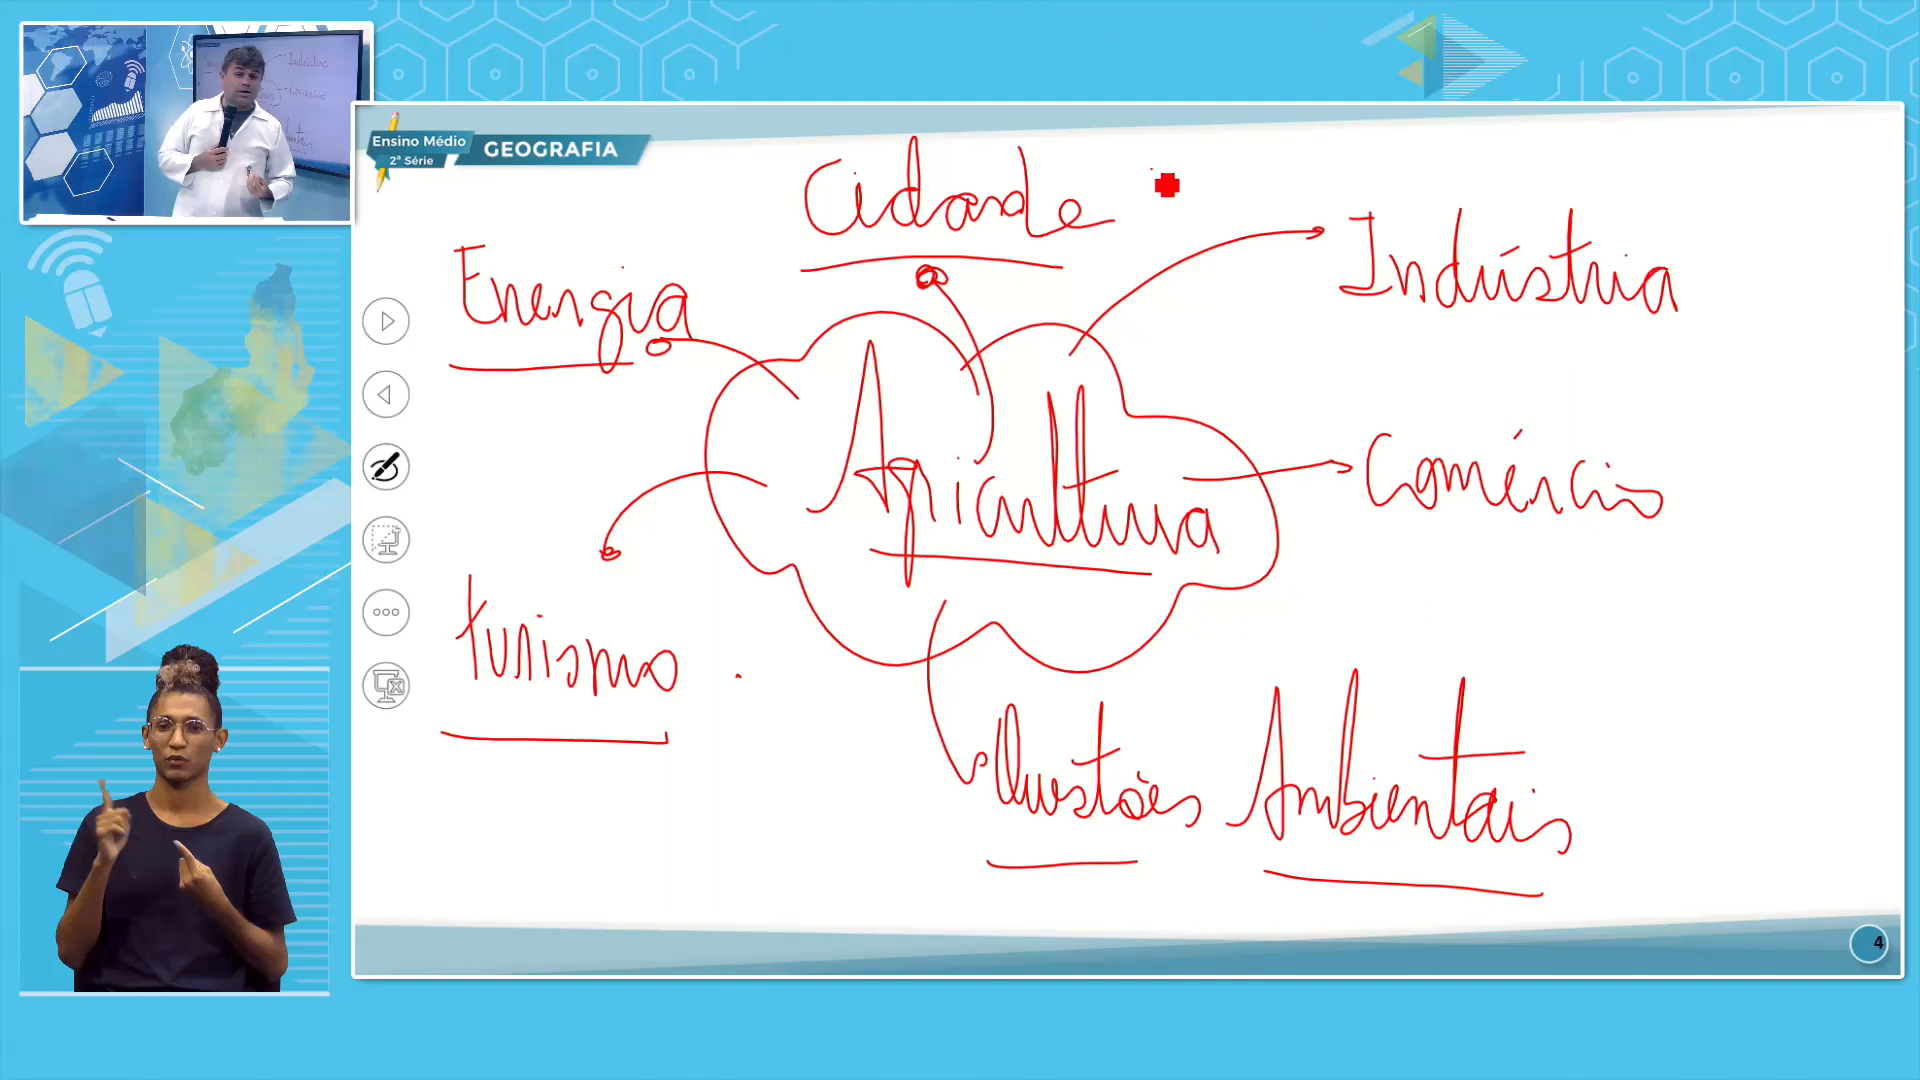 Ensino Médio
2ª Série
GEOGRAFIA
Cidade
Energia
Indústria
Agricultura
Comércio
turismo
Questões Ambientais
4